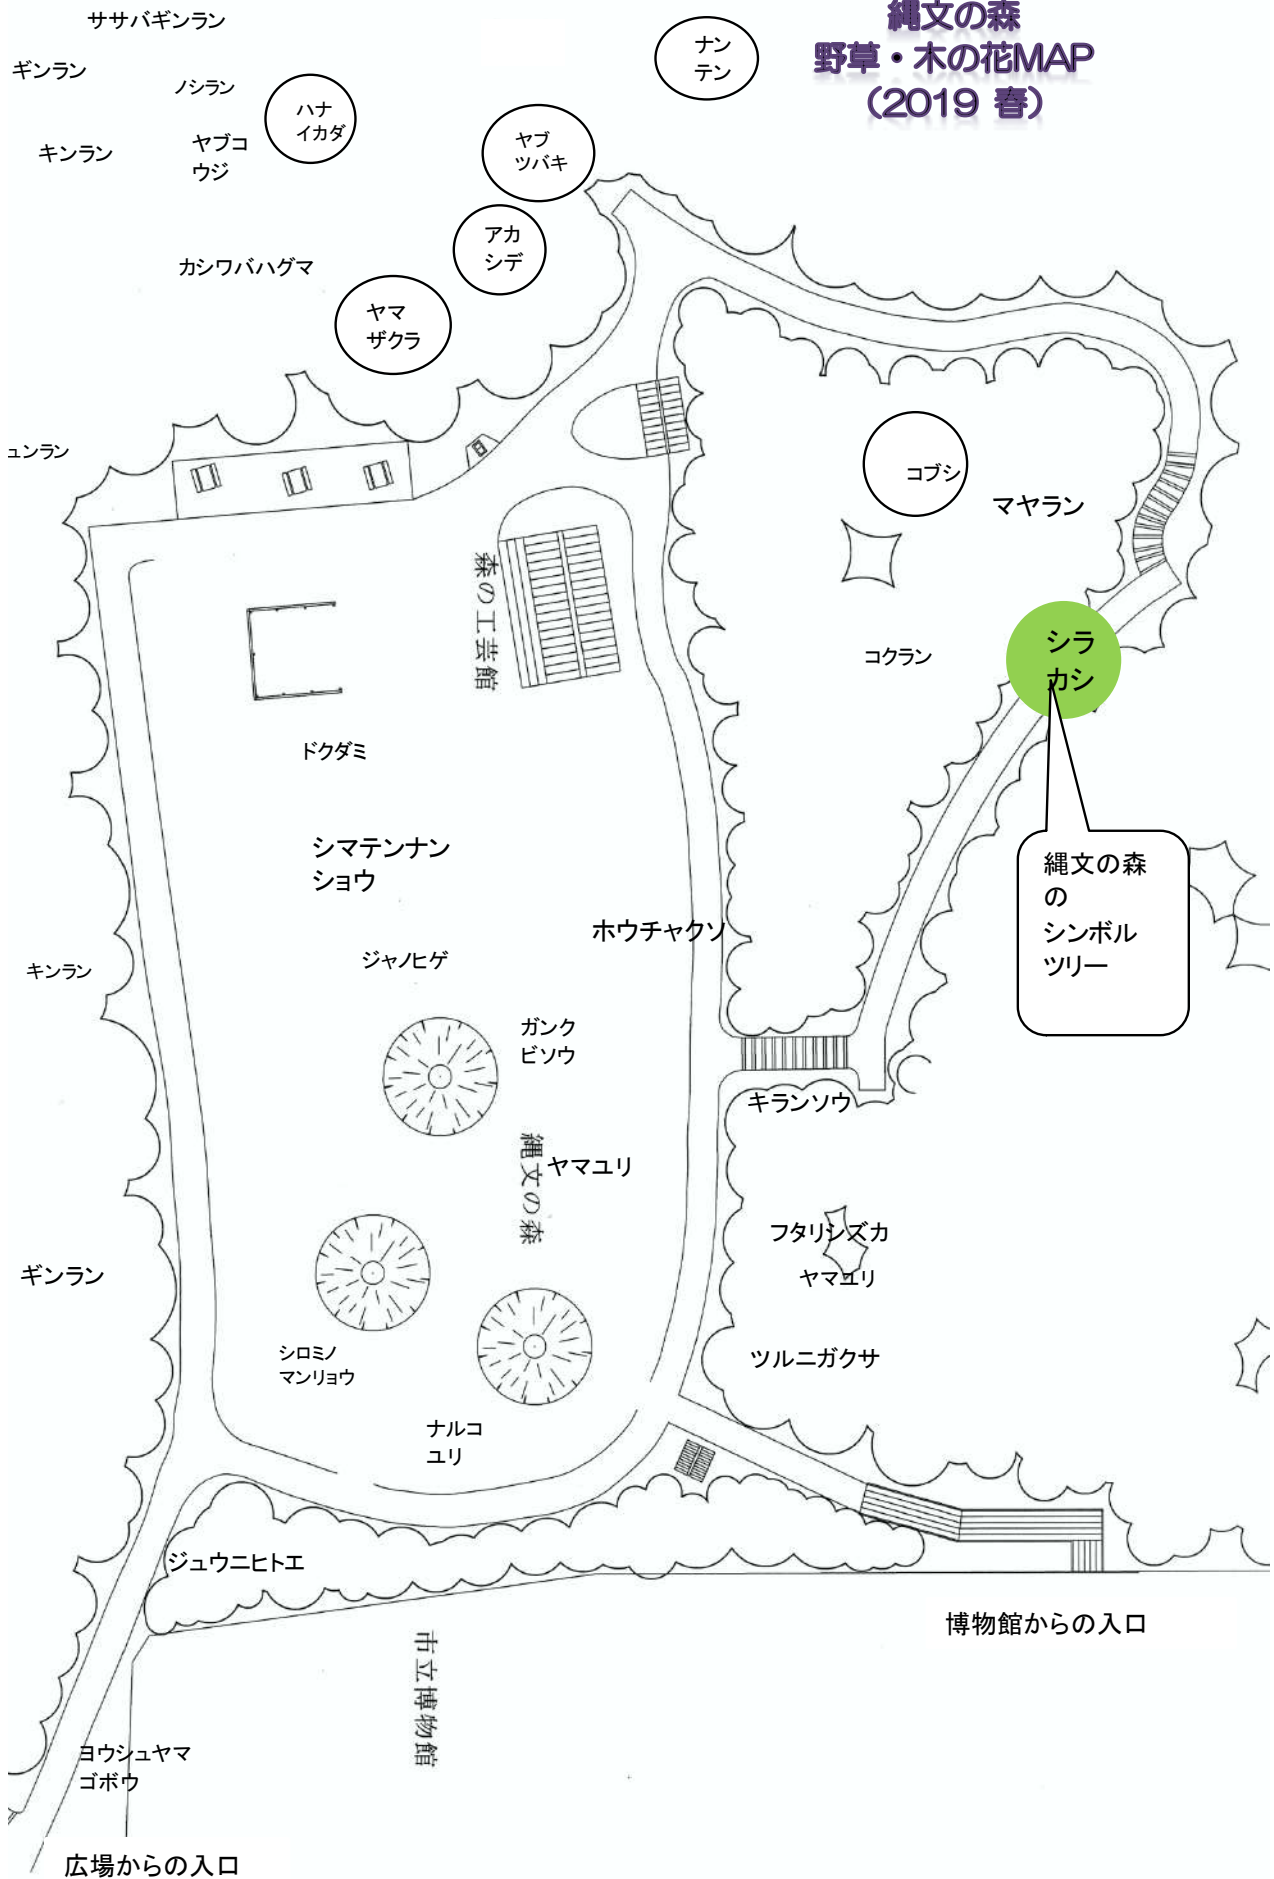 縄文の森
野草・木の花MAP
（2019 春）
ササバギンラン
ギンラン
ノシラン
ハナ
イカダ
ナン
テン
キンラン
ヤブコ
ウジ
ヤブ
ツバキ
アカ
シデ
カシワバハグマ
ヤマ
ザクラ
ュンラン
コブシ
マヤラン
森の工芸館
コクラン
シラ
カシ
ドクダミ
シマテンナン
ショウ
縄文の森
の
シンボル
ツリー
ホウチャクソ
ジャノヒゲ
キンラン
ガンク
ビソウ
キランソウ
縄文の森
ヤマユリ
フタリシズカ
ヤマユリ
ギンラン
シロミノ
マンリョウ
ツルニガクサ
ナルコ
ユリ
ジュウニヒトエ
博物館からの入口
市立博物館
ヨウシュヤマ
ゴボウ
広場からの入口